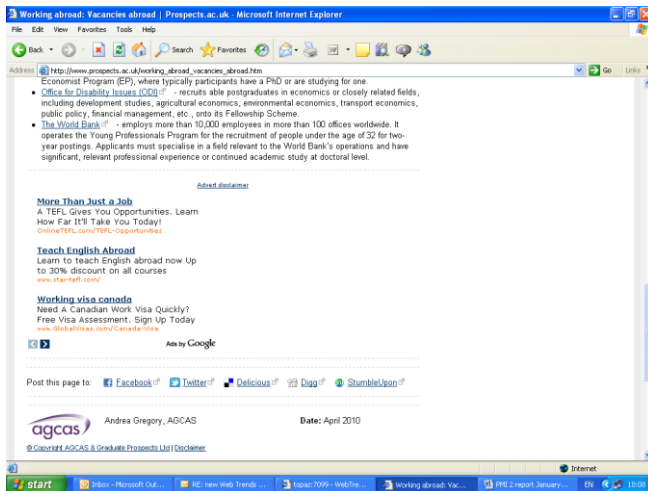 Working abroad: Vacancies abroad | Prospects.ac.uk - Microsoft Internet Explorer
File Edit View Favorites Tools Help
Back Search Favorites
Address http://www.prospects.ac.uk/working_abroad_vacancies_abroad.htm Go Links
Economist Program (EP), where typically participants have a PhD or are studying for one.
Office for Disability Issues (ODI) - recruits able postgraduates in economics or closely related fields,
including development studies, agricultural economics, environmental economics, transport economics,
public policy, financial management, etc., onto its Fellowship Scheme.
The World Bank - employs more than 10,000 employees in more than 100 offices worldwide. It
operates the Young Professionals Program for the recruitment of people under the age of 32 for two-
year postings. Applicants must specialise in a field relevant to the World Bank's operations and have
significant, relevant professional experience or continued academic study at doctoral level.
Advert disclaimer
More Than Just a Job
A TEFL Gives You Opportunities. Learn
How Far It'll Take You Today!
OnlineTEFL.com/TEFL-Opportunities
Teach English Abroad
Learn to teach English abroad now Up
to 30% discount on all courses
www.star-tefl.com/
Working visa canada
Need A Canadian Work Visa Quickly?
Free Visa Assessment. Sign Up Today
www.GlobalVisas.com/Canada-Visa
Ads by Google
Post this page to: Facebook Twitter Delicious Digg StumbleUpon
agcas Andrea Gregory, AGCAS Date: April 2010
© Copyright AGCAS & Graduate Prospects Ltd | Disclaimer
Internet
start Inbox - Microsoft Out... RE: new Web Trends ... topaz:7099 - WebTre... Working abroad: Vac... PMI 2 report January... EN 10:08